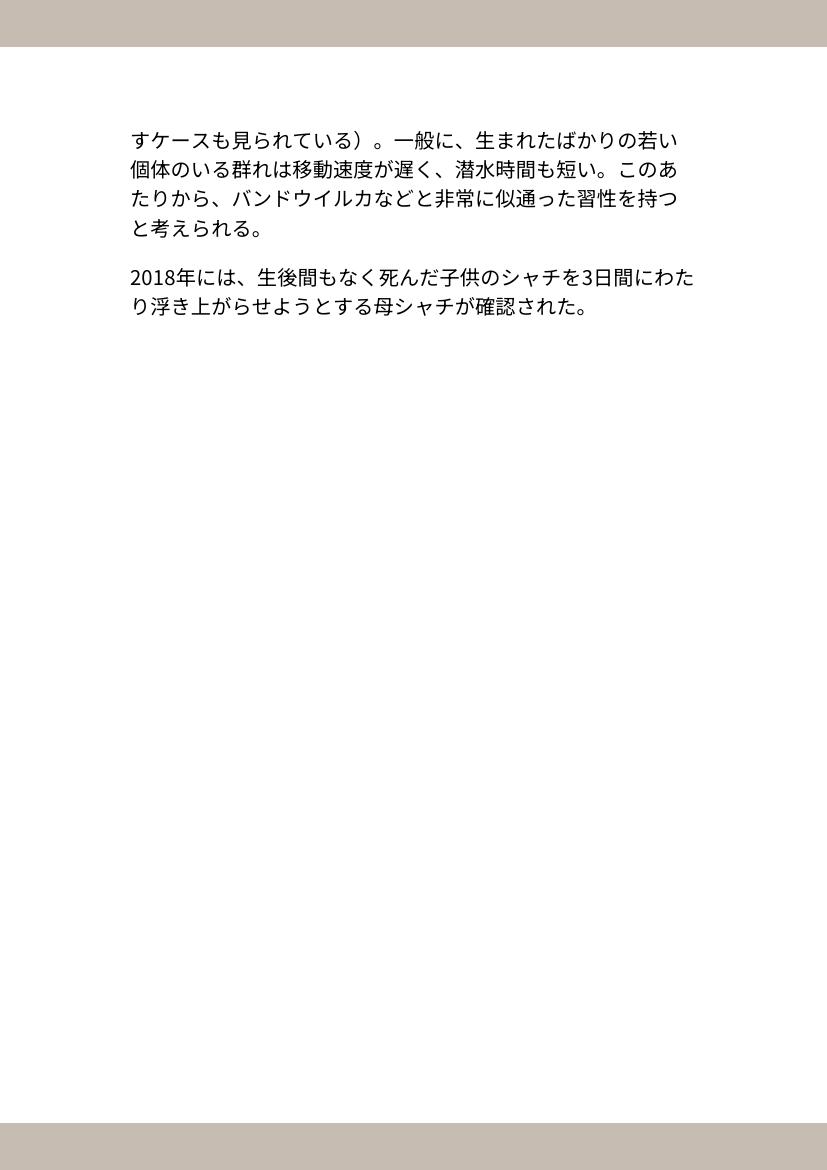 すケースも見られている）。一般に、生まれたばかりの若い
個体のいる群れは移動速度が遅く、潜水時間も短い。このあ
たりから、バンドウイルカなどと非常に似通った習性を持つ
と考えられる。
2018年には、生後間もなく死んだ子供のシャチを3日間にわた
り浮き上がらせようとする母シャチが確認された。